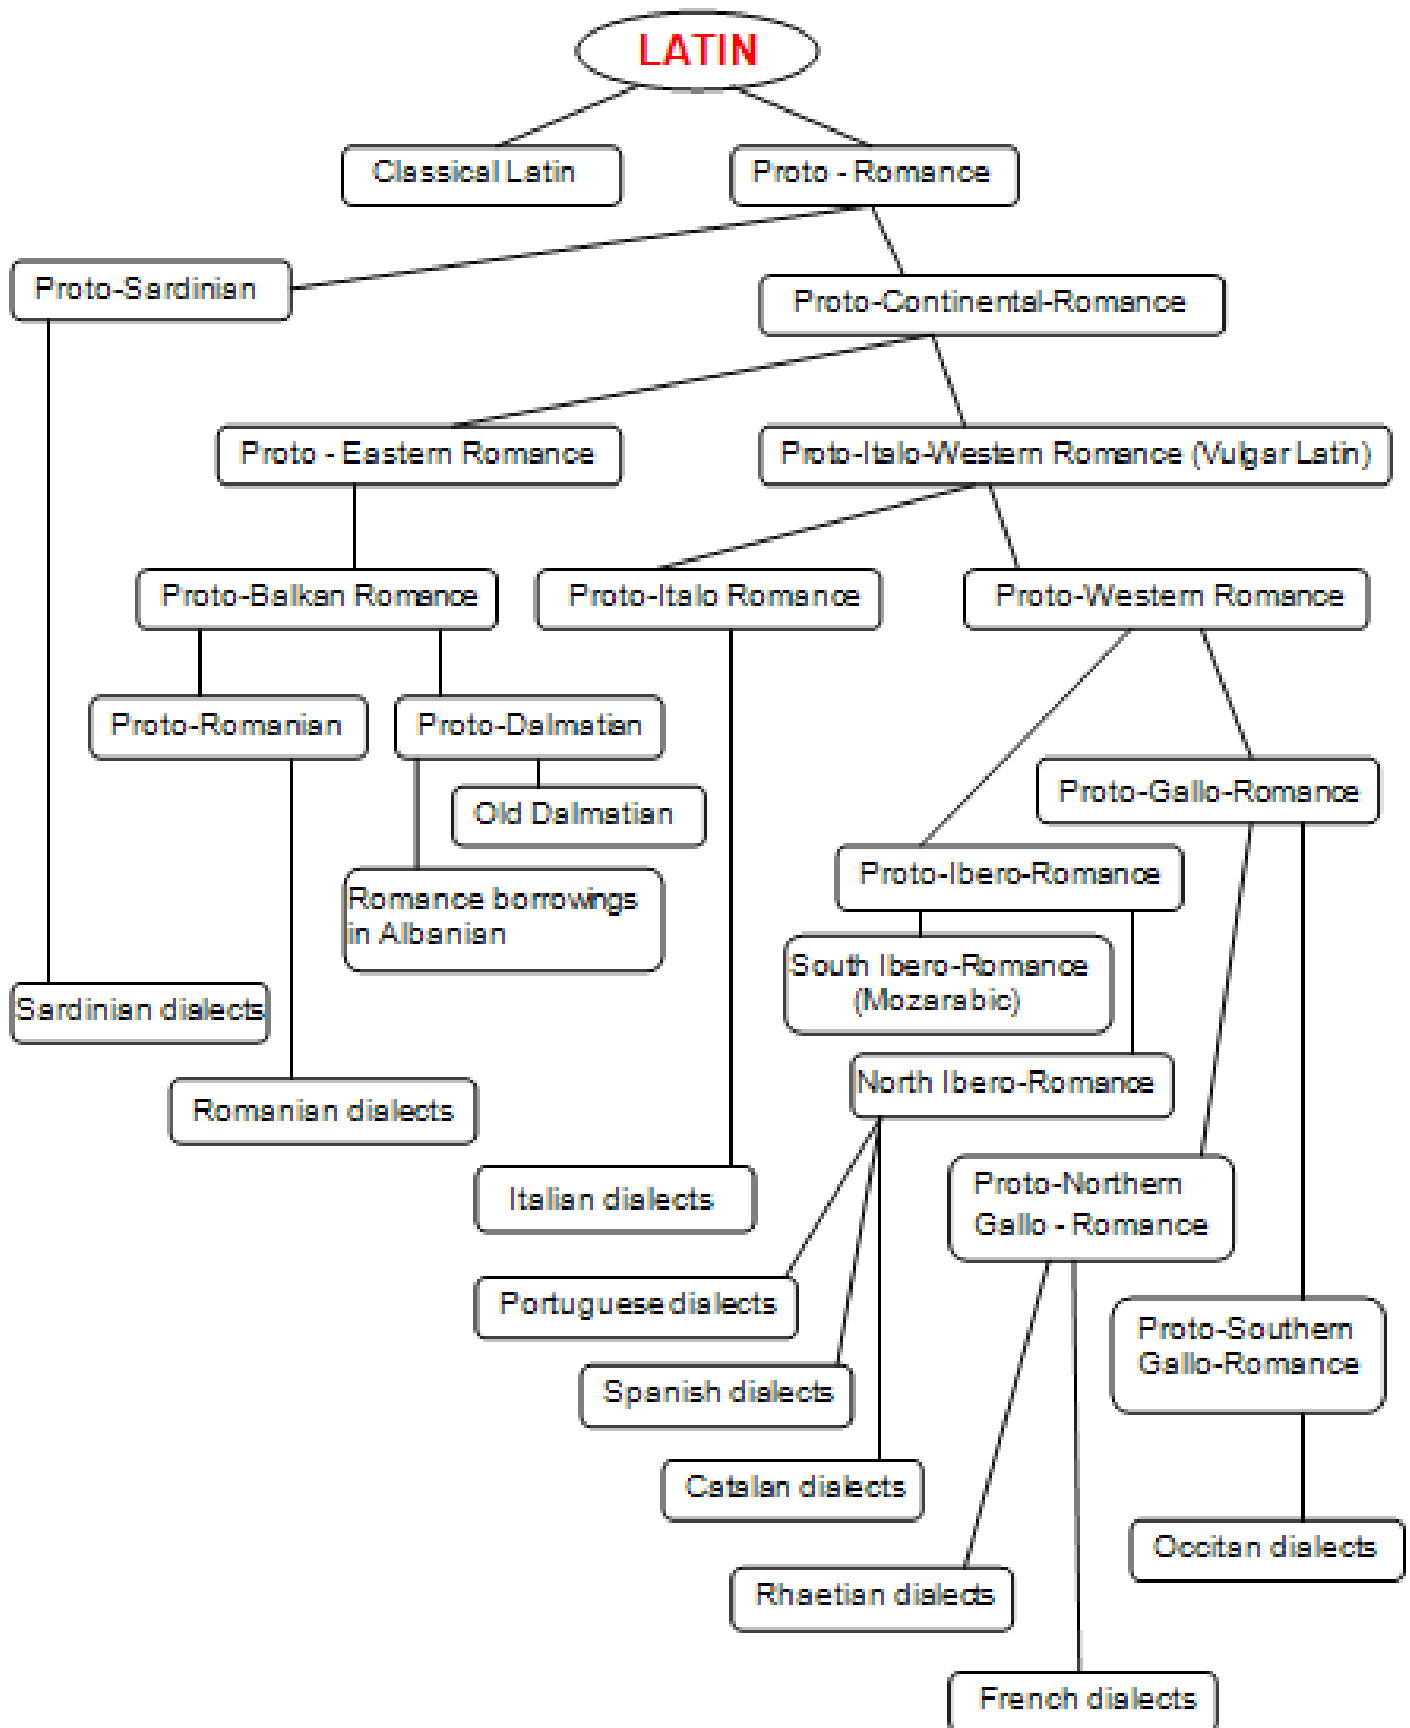 LATIN
Classical Latin
Proto - Romance
Proto-Sardinian
Proto-Continental-Romance
Proto - Eastern Romance
Proto-Italo-Western Romance (Vulgar Latin)
Proto-Balkan Romance
Proto-Italo Romance
Proto-Western Romance
Proto-Romanian
Proto-Dalmatian
Proto-Gallo-Romance
Old Dalmatian
Proto-Ibero-Romance
Romance borrowings
in Albanian
South Ibero-Romance
(Mozarabic)
Sardinian dialects
North Ibero-Romance
Romanian dialects
Proto-Northern
Gallo - Romance
Italian dialects
Portuguese dialects
Proto-Southern
Gallo-Romance
Spanish dialects
Catalan dialects
Occitan dialects
Rhaetian dialects
French dialects